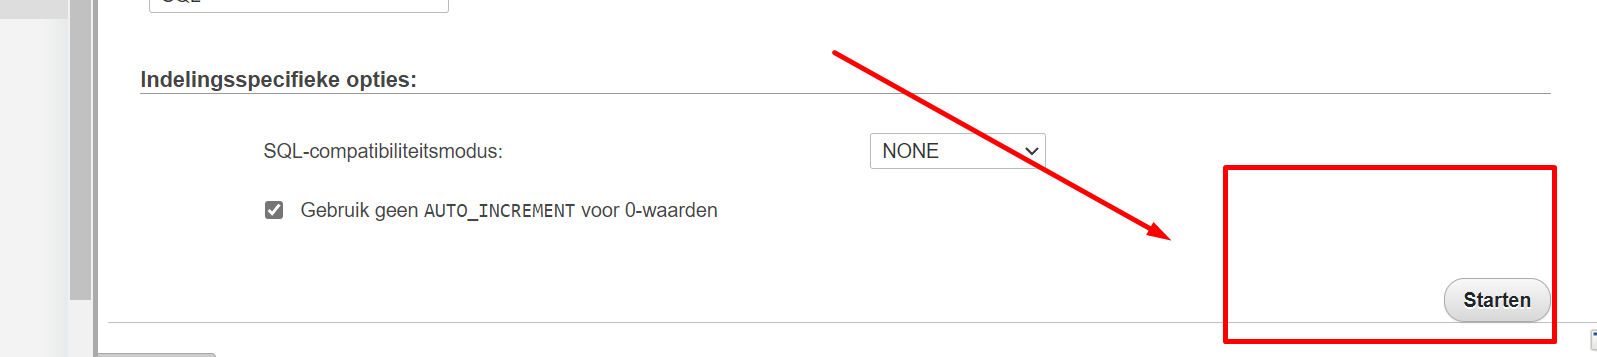 Indelingsspecifieke opties:
SQL-compatibiliteitsmodus:
NONE
Gebruik geen AUTO_INCREMENT voor 0-waarden
Starten